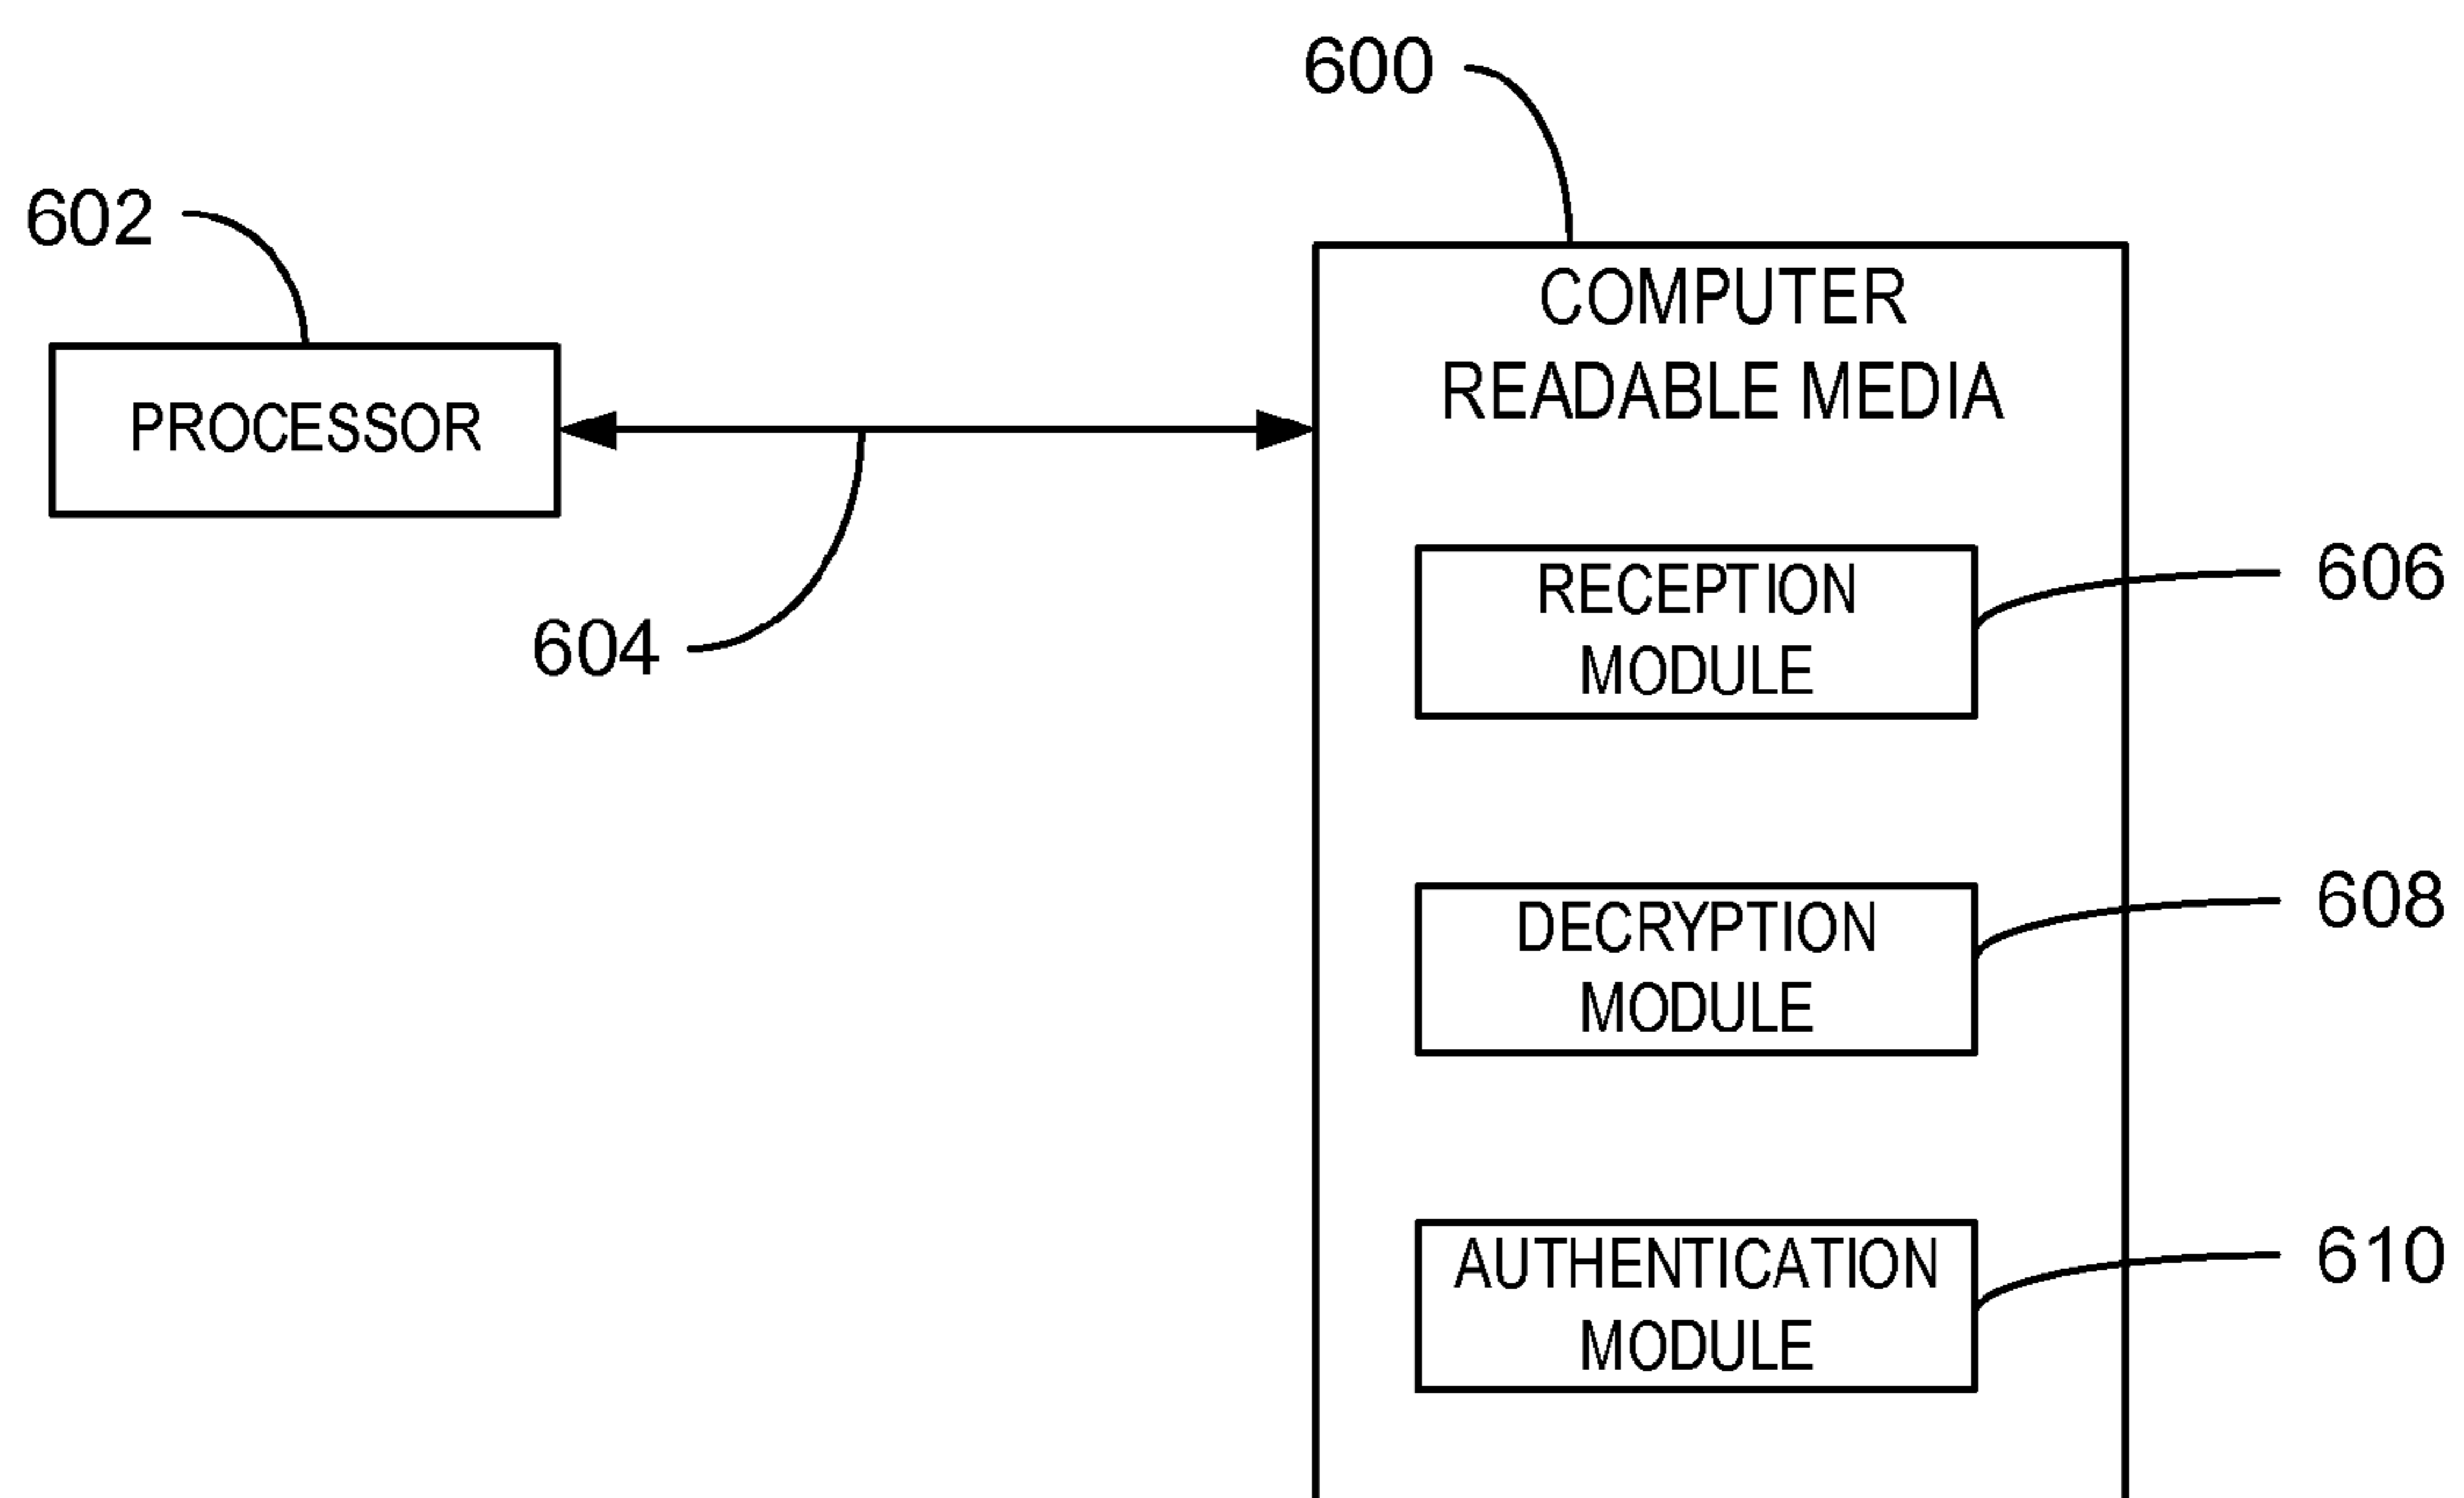 600
602
COMPUTER
READABLE MEDIA
PROCESSOR
604
RECEPTION
MODULE
606
DECRYPTION
MODULE
608
AUTHENTICATION
MODULE
610